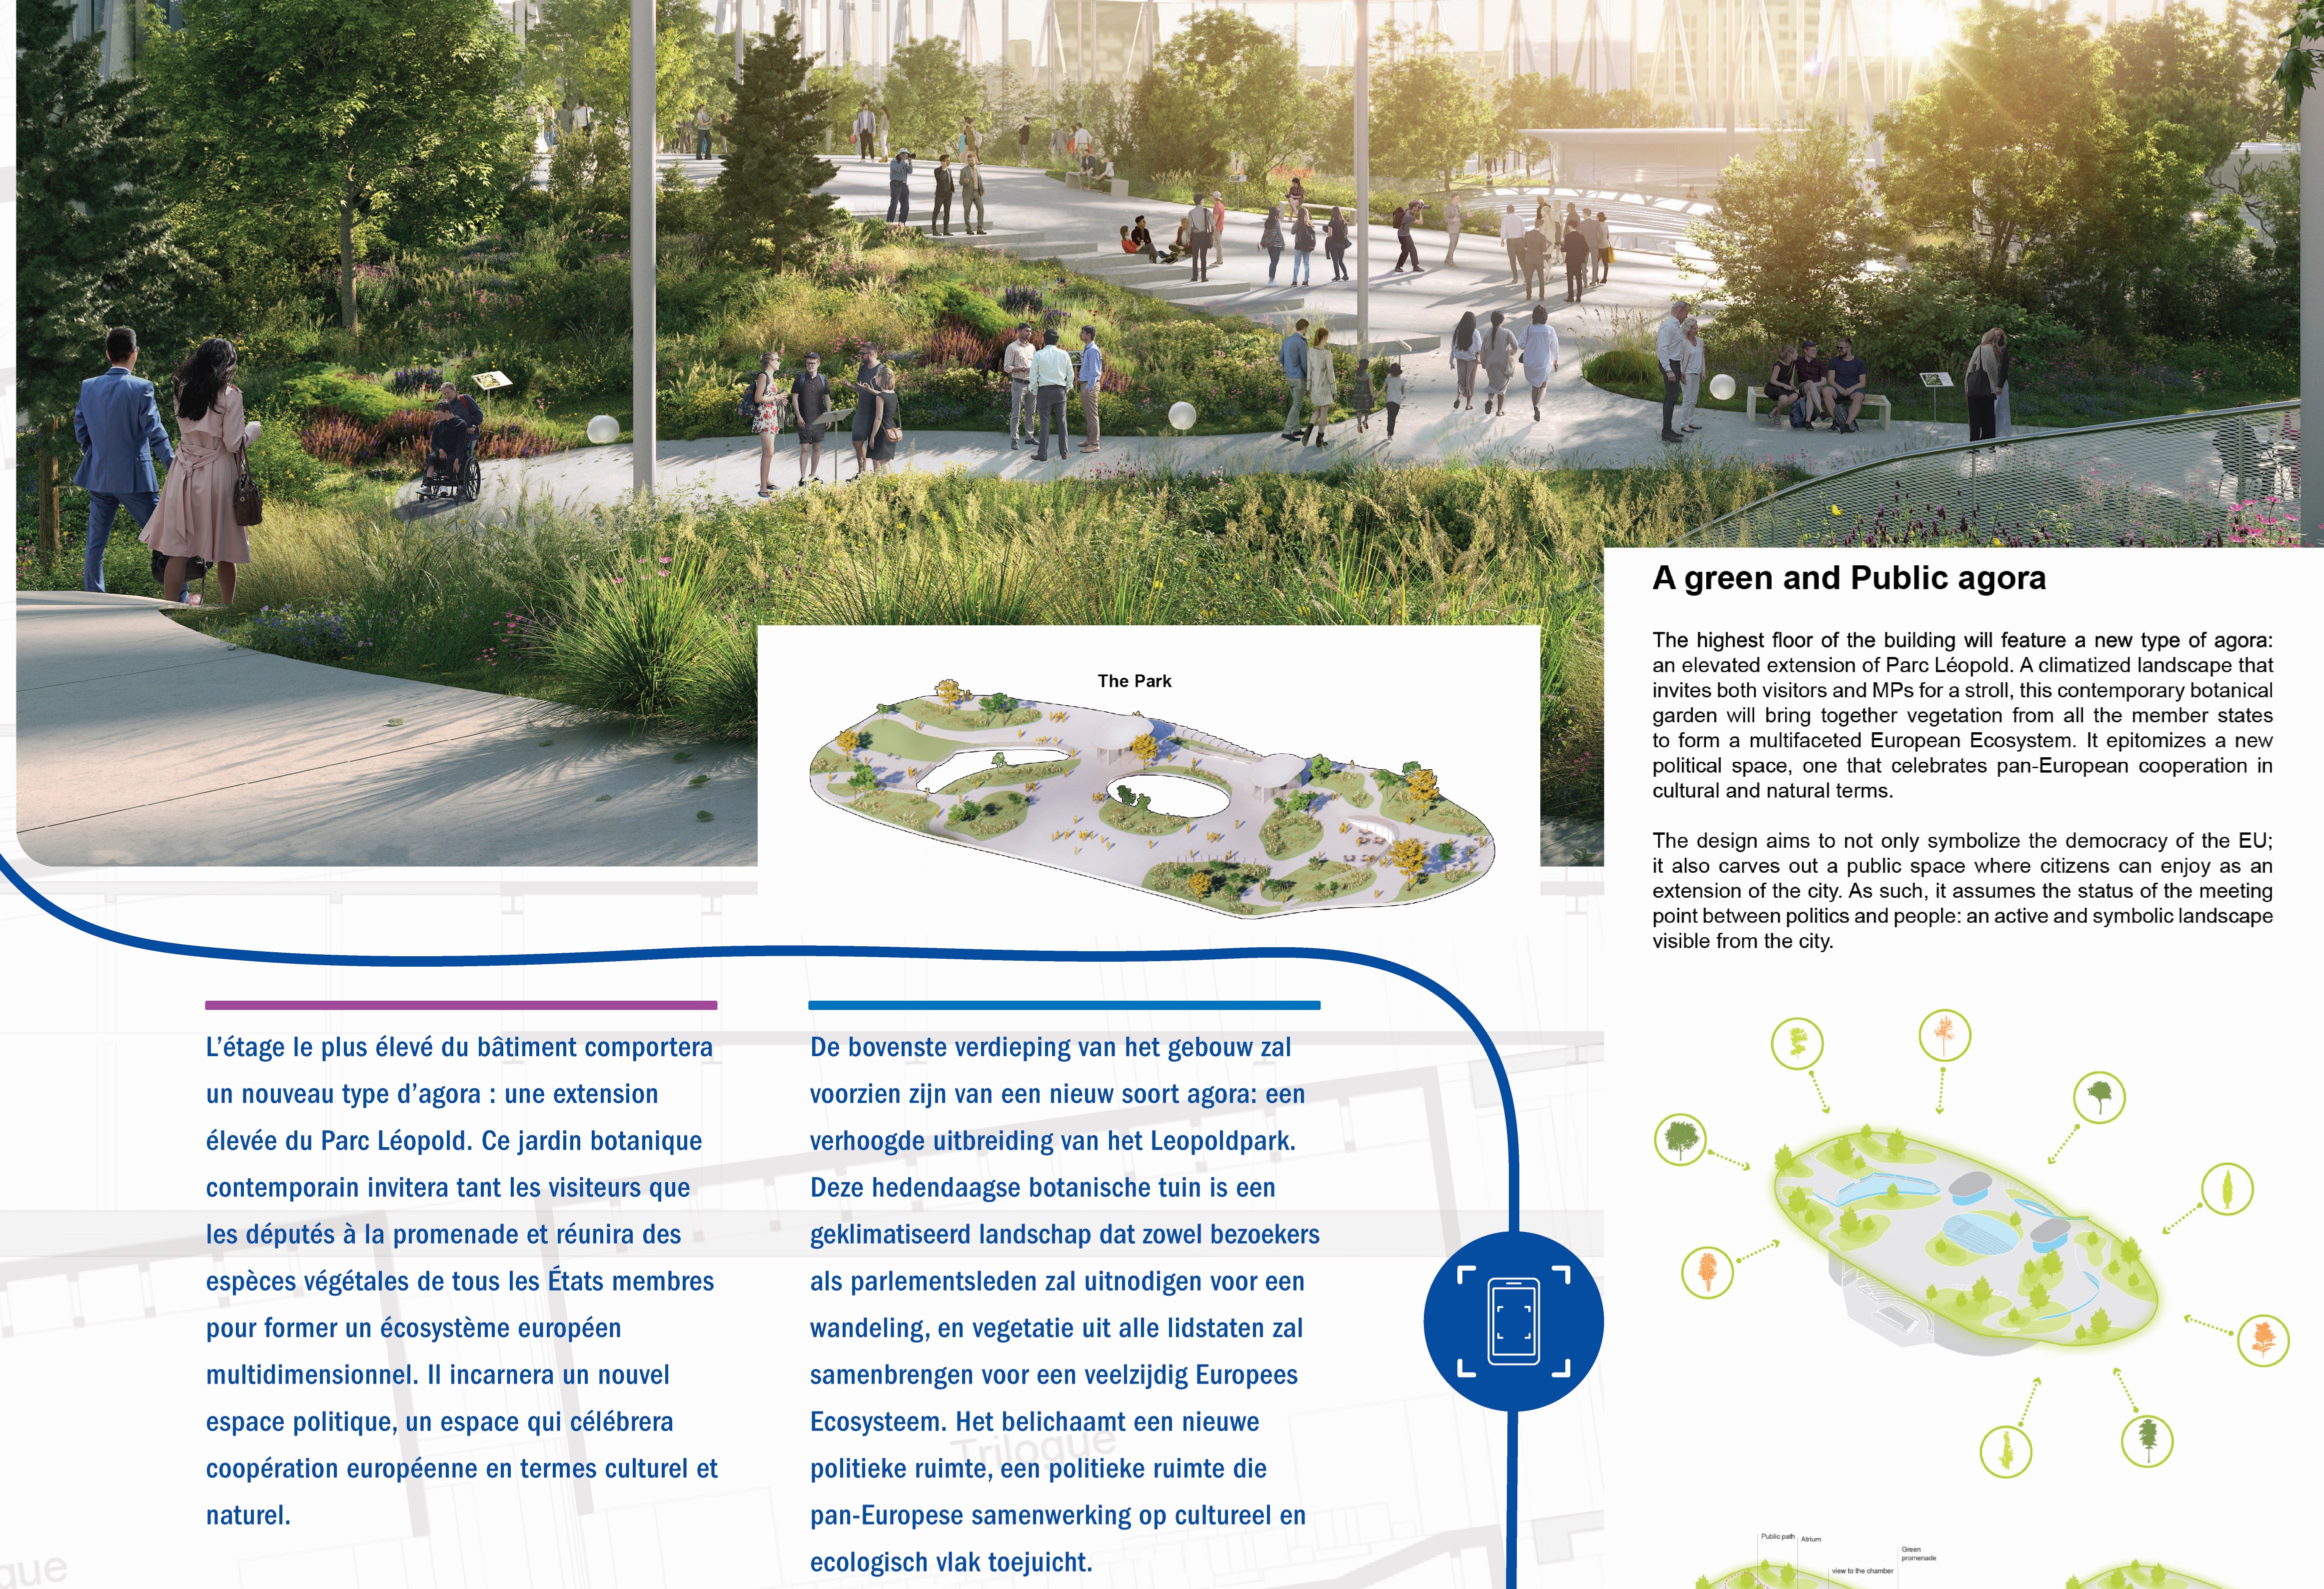 The Park
A green and Public agora
The highest floor of the building will feature a new type of agora:
an elevated extension of Parc Léopold. A climatized landscape that
invites both visitors and MPs for a stroll, this contemporary botanical
garden will bring together vegetation from all the member states
to form a multifaceted European Ecosystem. It epitomizes a new
political space, one that celebrates pan-European cooperation in
cultural and natural terms.
The design aims to not only symbolize the democracy of the EU;
it also carves out a public space where citizens can enjoy as an
extension of the city. As such, it assumes the status of the meeting
point between politics and people: an active and symbolic landscape
visible from the city.
L’étage le plus élevé du bâtiment comportera
un nouveau type d’agora : une extension
élevée du Parc Léopold. Ce jardin botanique
contemporain invitera tant les visiteurs que
les députés à la promenade et réunira des
espèces végétales de tous les États membres
pour former un écosystème européen
multidimensionnel. Il incarnera un nouvel
espace politique, un espace qui célébrera
coopération européenne en termes culturel et
naturel.
De bovenste verdieping van het gebouw zal
voorzien zijn van een nieuw soort agora: een
verhoogde uitbreiding van het Leopoldpark.
Deze hedendaagse botanische tuin is een
geklimatiseerd landschap dat zowel bezoekers
als parlementsleden zal uitnodigen voor een
wandeling, en vegetatie uit alle lidstaten zal
samenbrengen voor een veelzijdig Europees
Ecosysteem. Het belichaamt een nieuwe
politieke ruimte, een politieke ruimte die
pan-Europese samenwerking op cultureel en
ecologisch vlak toejuicht.
Trilogue
Public path
Atrium
Green
promenade
view to the chamber